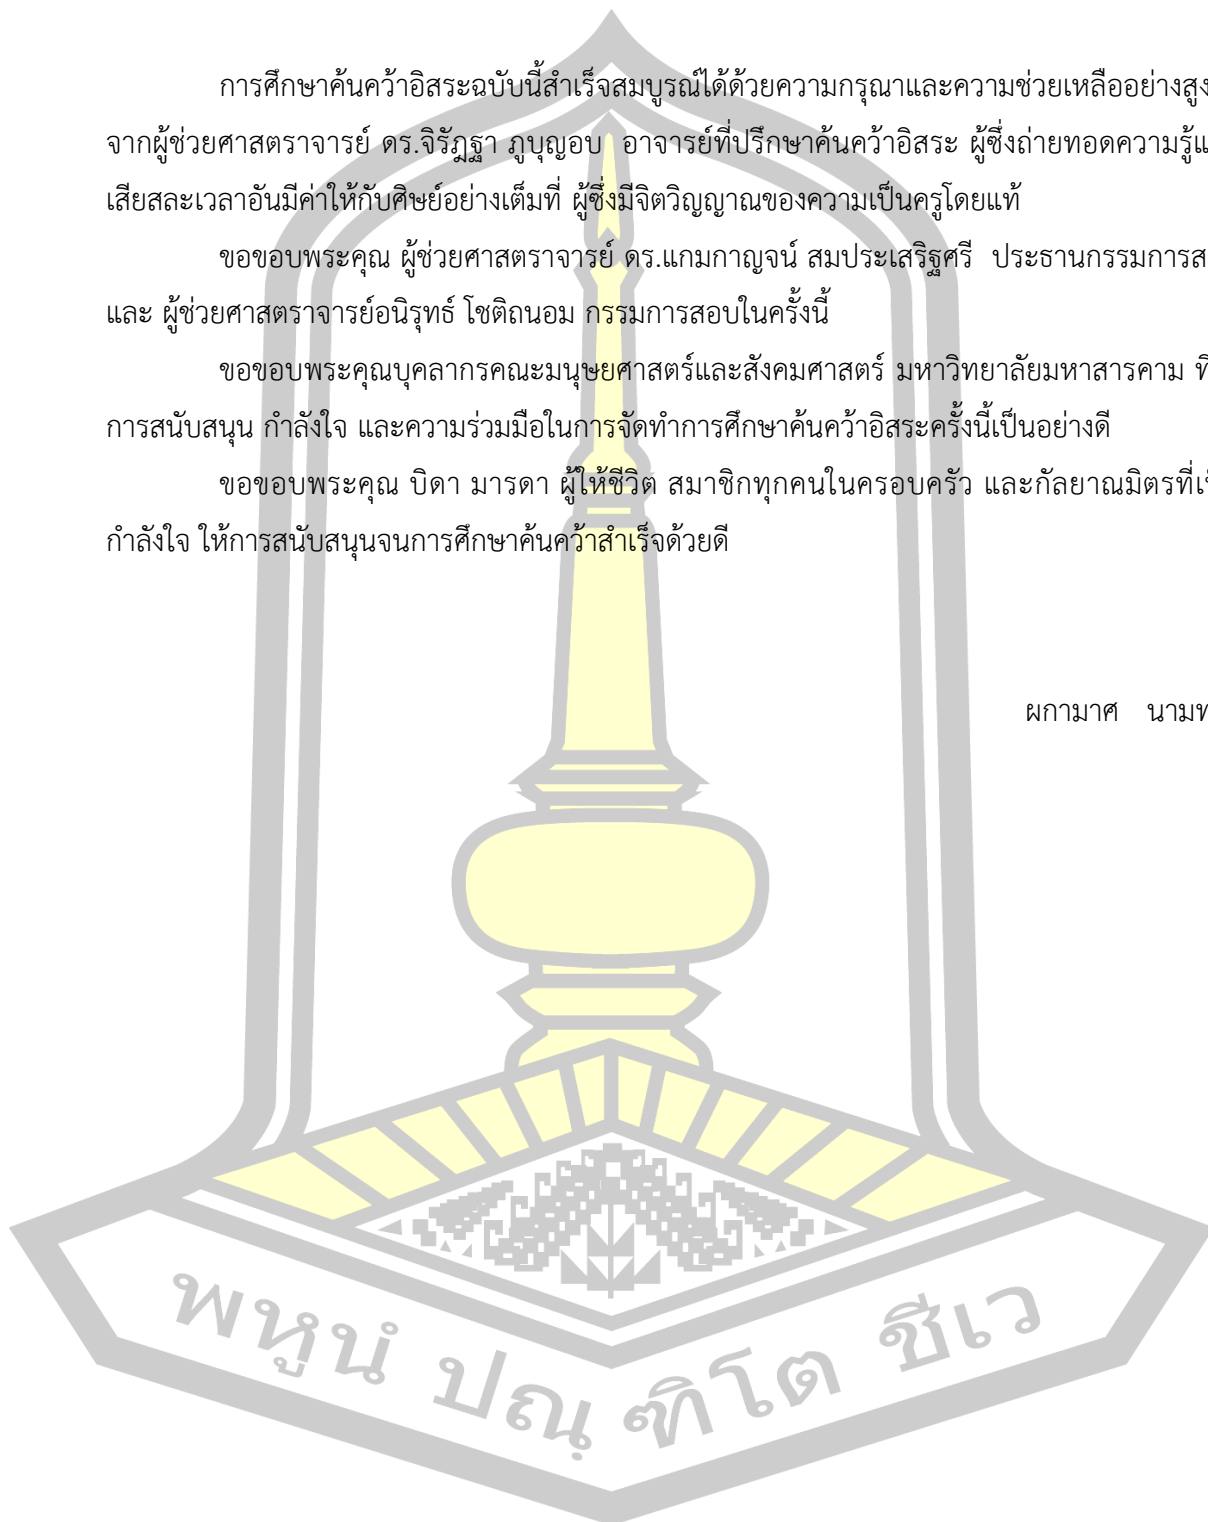 การศึกษาค้นคว้าอิสระฉบับนี้สำเร็จสมบูรณ์ได้ด้วยความกรุณาและความช่วยเหลืออย่างสูง
จากผู้ช่วยศาสตราจารย์ ดร.จิรัฎฐา ภูบุญอบ อาจารย์ที่ปรึกษาค้นคว้าอิสระ ผู้ซึ่งถ่ายทอดความรู้
เสียสละเวลาอันมีค่าให้กับศิษย์อย่างเต็มที่ ผู้ซึ่งมีจิตวิญญาณของความเป็นครูโดยแท้
ขอขอบพระคุณ ผู้ช่วยศาสตราจารย์ ดร.แกมกาญจน์ สมประเสริฐศรี ประธานกรรมการ
และ ผู้ช่วยศาสตราจารย์อนิรุทธ์ โชติถนอม กรรมการสอบในครั้งนี้
ขอขอบพระคุณบุคลากรคณะมนุษยศาสตร์และสังคมศาสตร์ มหาวิทยาลัยมหาสารคาม
การสนับสนุน กำลังใจ และความร่วมมือในการจัดทำการศึกษาค้นคว้าอิสระครั้งนี้เป็นอย่างดี
ขอขอบพระคุณ บิดา มารดา ผู้ให้ชีวิต สมาชิกทุกคนในครอบครัว และกัลยาณมิตรที่
กำลังใจ ให้การสนับสนุนจนการศึกษาค้นคว้าสำเร็จด้วยดี
ผกามาศ
พหูนํ ปณฺฑิโต ชีเว